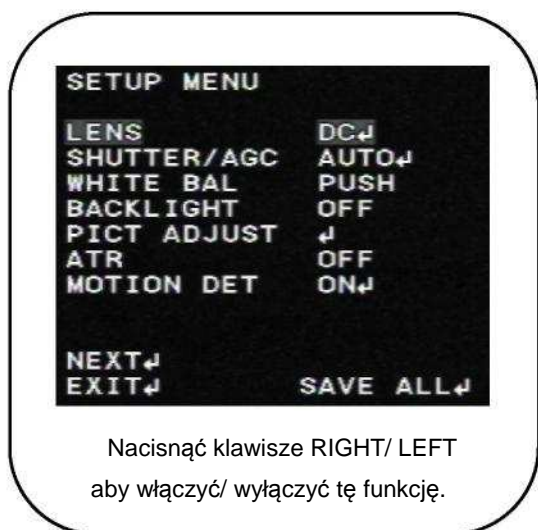 SETUP MENU
LENS DC↲
SHUTTER/AGC AUTO↲
WHITE BAL PUSH
BACKLIGHT OFF
PICT ADJUST ↲
ATR OFF
MOTION DET ON↲
NEXT↲
EXIT↲ SAVE ALL↲
Nacisnąć klawisze RIGHT/ LEFT
aby włączyć/ wyłączyć tę funkcję.